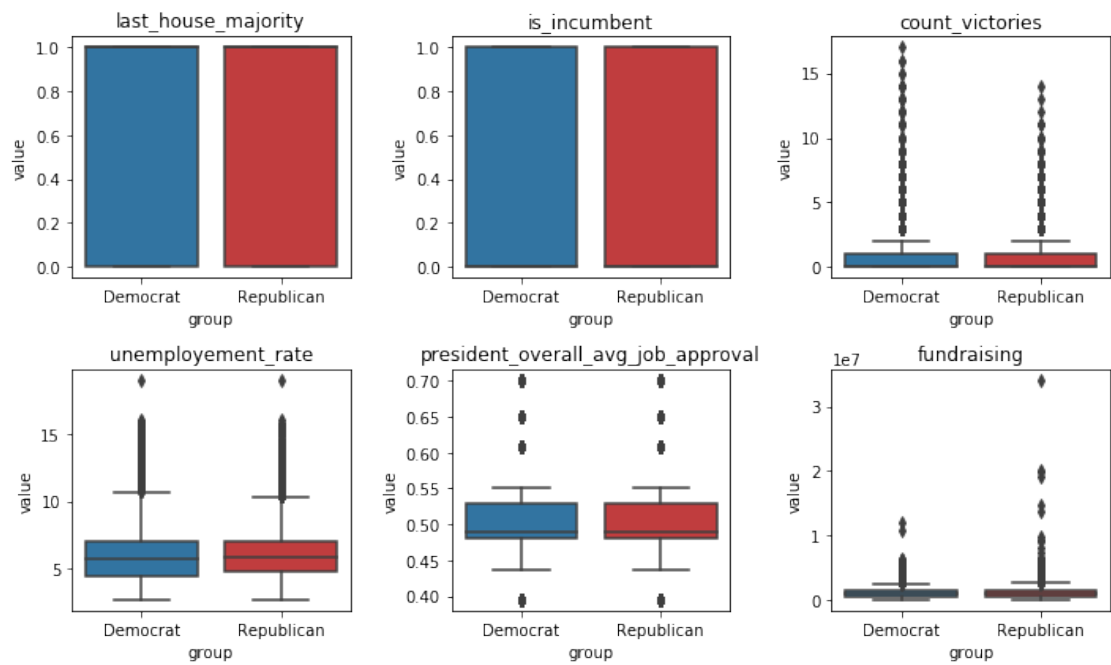 last_house_majority
is_incumbent
count_victories
1.0
0.8
0.6
0.4
0.2
0.0
value
Democrat
Republican
group
1.0
0.8
0.6
0.4
0.2
0.0
value
Democrat
Republican
group
15
10
5
0
value
Democrat
Republican
group
unemployement_rate
president_overall_avg_job_approval
fundraising
15
10
5
value
Democrat
Republican
group
0.70
0.65
0.60
0.55
0.50
0.45
0.40
value
Democrat
Republican
group
1e7
3
2
1
0
value
Democrat
Republican
group